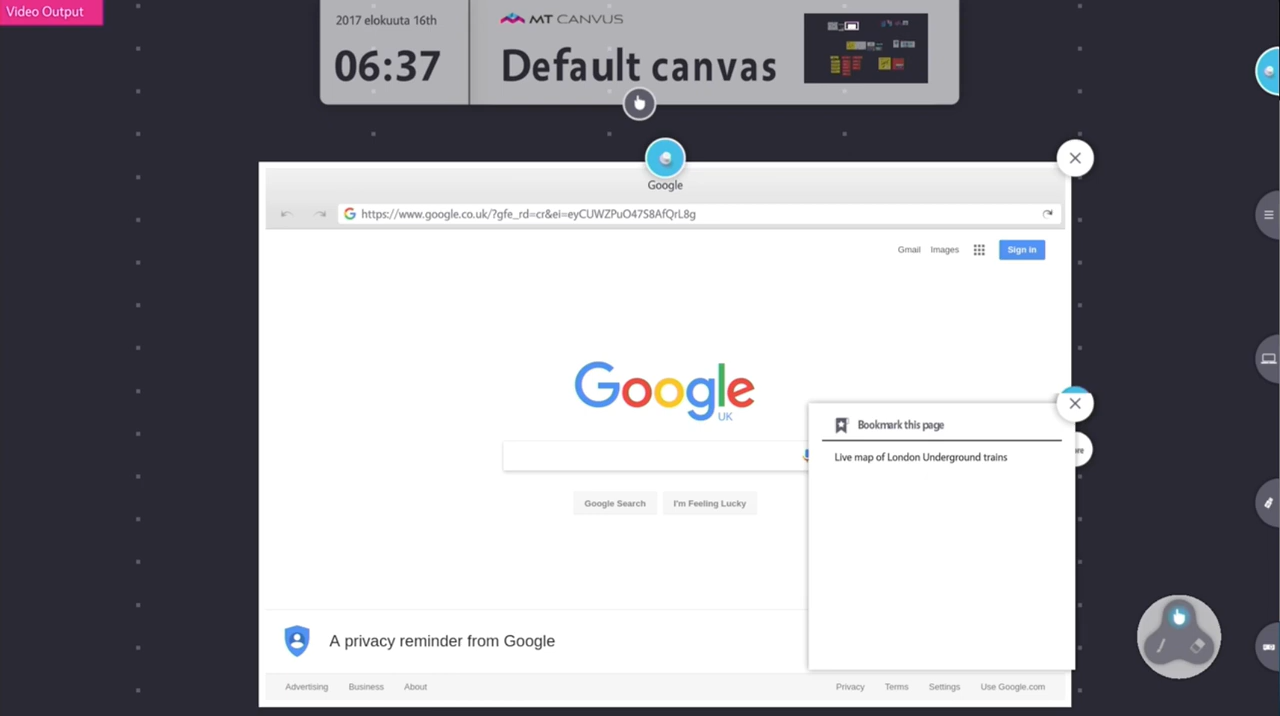 Video Output
2017 elokuuta 16th
06:37
MT CANVUS
Default canvas
Google
https://www.google.co.uk/?gfe_rd=cr&ei=eyCUWZPuO47S8AfQrL8g
Gmail Images Sign in
Google
UK
Bookmark this page
Live map of London Underground trains
Google Search I'm Feeling Lucky
A privacy reminder from Google
Advertising Business About Privacy Terms Settings Use Google.com